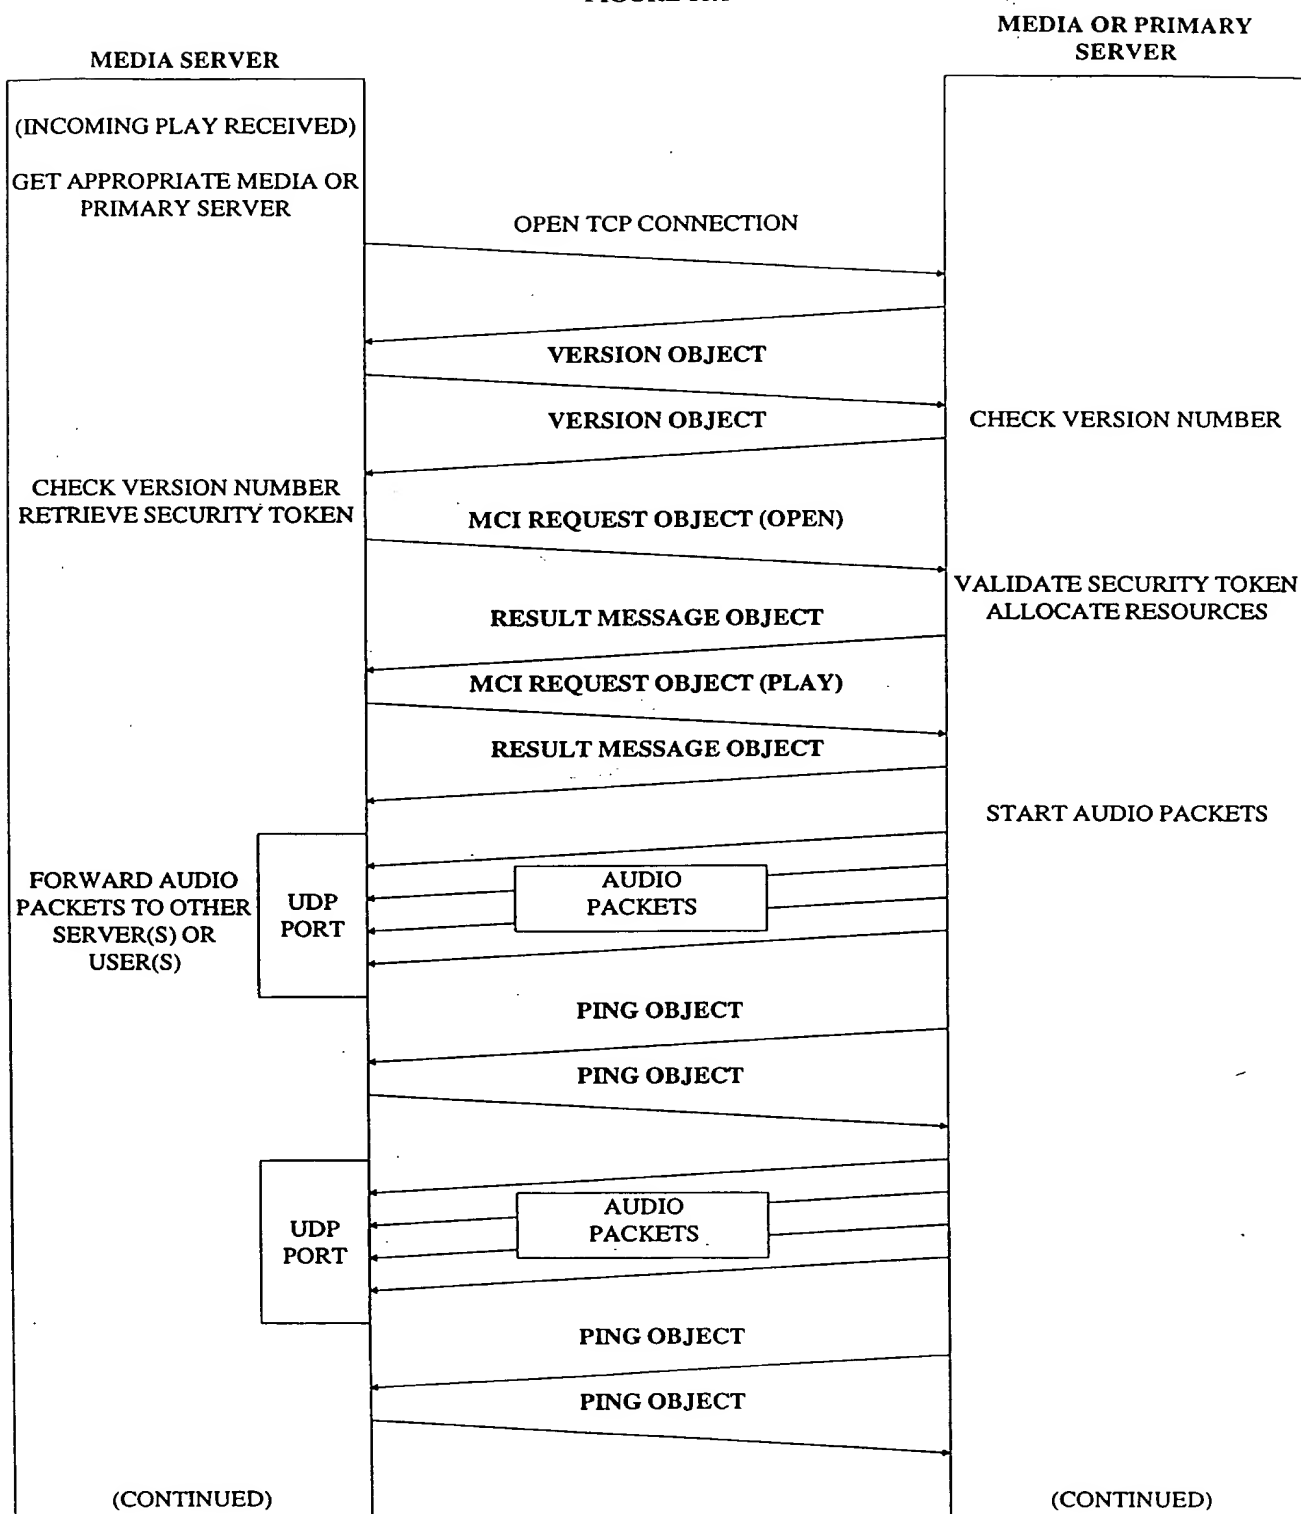 MEDIA OR PRIMARY
SERVER
MEDIA SERVER
(INCOMING PLAY RECEIVED)
GET APPROPRIATE MEDIA OR
PRIMARY SERVER
OPEN TCP CONNECTION
VERSION OBJECT
VERSION OBJECT
CHECK VERSION NUMBER
CHECK VERSION NUMBER
RETRIEVE SECURITY TOKEN
MCI REQUEST OBJECT (OPEN)
VALIDATE SECURITY TOKEN
ALLOCATE RESOURCES
RESULT MESSAGE OBJECT
MCI REQUEST OBJECT (PLAY)
RESULT MESSAGE OBJECT
START AUDIO PACKETS
FORWARD AUDIO
PACKETS TO OTHER
SERVER(S) OR
USER(S)
UDP
PORT
AUDIO
PACKETS
PING OBJECT
PING OBJECT
UDP
PORT
AUDIO
PACKETS
PING OBJECT
PING OBJECT
(CONTINUED)
(CONTINUED)